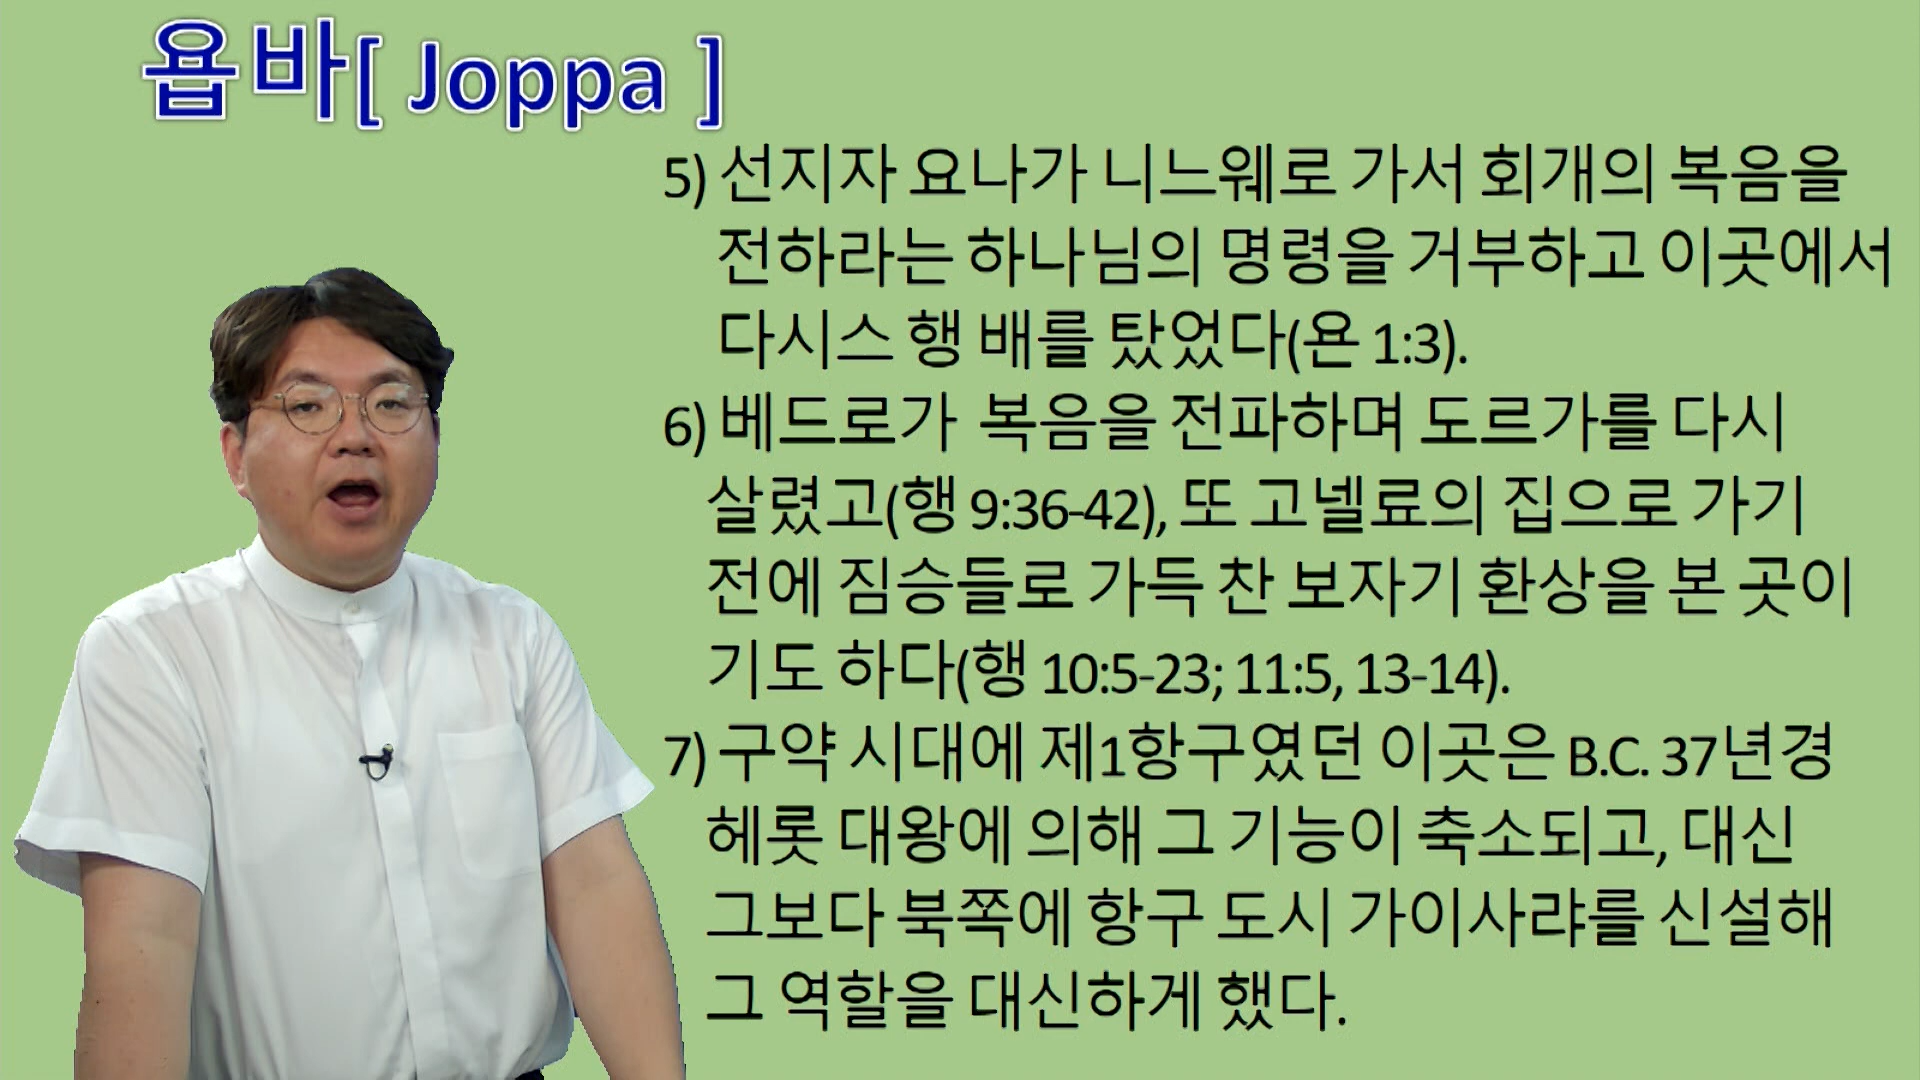 욥바[ Joppa ]
5) 선지자 요나가 니느웨로 가서 회개의 복음을
전하라는 하나님의 명령을 거부하고 이곳에서
다시스 행 배를 탔었다(욘 1:3).
6) 베드로가 복음을 전파하며 도르가를 다시
살렸고(행 9:36-42), 또 고넬료의 집으로 가기
전에 짐승들로 가득 찬 보자기 환상을 본 곳이
기도 하다(행 10:5-23; 11:5, 13-14).
7) 구약 시대에 제1항구였던 이곳은 B.C. 37년경
헤롯 대왕에 의해 그 기능이 축소되고, 대신
그보다 북쪽에 항구 도시 가이사랴를 신설해
그 역할을 대신하게 했다.